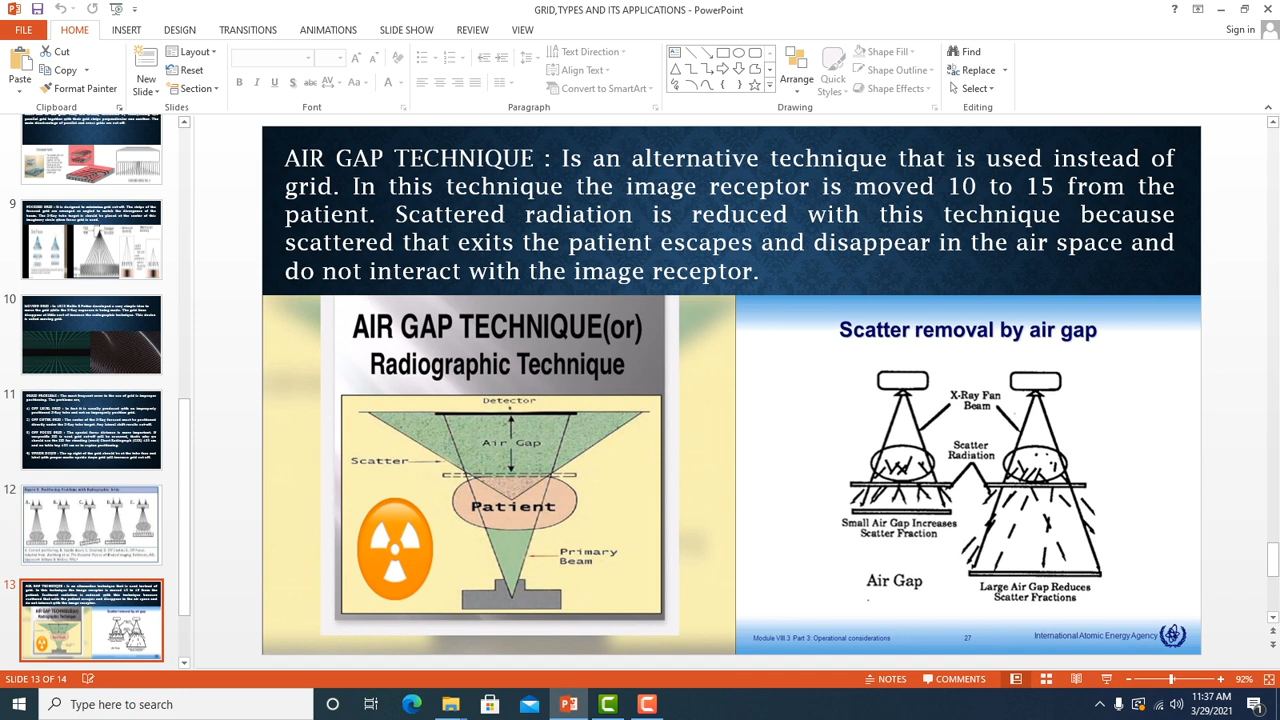 GRID,TYPES AND ITS APPLICATIONS - PowerPoint
Sign in
FILE HOME INSERT DESIGN TRANSITIONS ANIMATIONS SLIDE SHOW REVIEW VIEW
Paste
Cut
Copy
Format Painter
Clipboard
New Slide
Layout
Reset
Section
Slides
Font
Text Direction
Align Text
Convert to SmartArt
Paragraph
Arrange
Quick Styles
Shape Fill
Shape Outline
Shape Effects
Drawing
Find
Replace
Select
Editing
9
10
11
12
13
AIR GAP TECHNIQUE : is an alternative technique that is used instead of
grid. In this technique the image receptor is moved 10 to 15 from the
patient. Scattered radiation is reduced with this technique because
scattered that exits the patient escapes and disappear in the air space and
do not interact with the image receptor.
AIR GAP TECHNIQUE(or)
Radiographic Technique
Detector
Air Gap
Scatter
Patient
Primary
Beam
Scatter removal by air gap
X-Ray Fan
Beam
Scatter
Radiation
Small Air Gap Increases
Scatter Fraction
Air Gap
Large Air Gap Reduces
Scatter Fractions
Module VIII.3 Part 3: Operational considerations
27
International Atomic Energy Agency
SLIDE 13 OF 14
NOTES
COMMENTS
92%
Type here to search
11:37 AM
3/29/2021